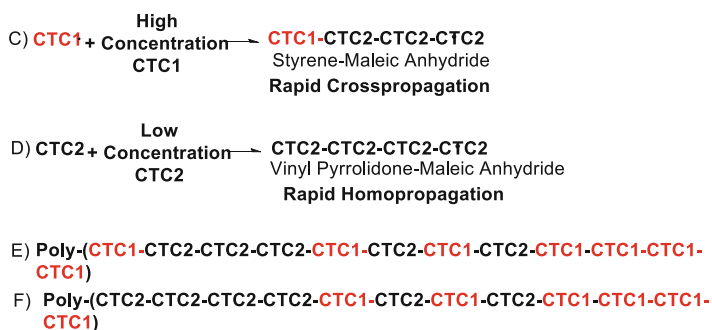 High
C) CTC1 + Concentration CTC1-CTC2-CTC2-CTC2
CTC1 Styrene-Maleic Anhydride
Rapid Crosspropagation
Low
D) CTC2 + Concentration CTC2-CTC2-CTC2-CTC2
CTC2 Vinyl Pyrrolidone-Maleic Anhydride
Rapid Homopropagation
E) Poly-(CTC1-CTC2-CTC2-CTC2-CTC1-CTC2-CTC1-CTC2-CTC1-CTC1-CTC1-
CTC1)
F) Poly-(CTC2-CTC2-CTC2-CTC2-CTC1-CTC2-CTC1-CTC2-CTC1-CTC1-CTC1-
CTC1)